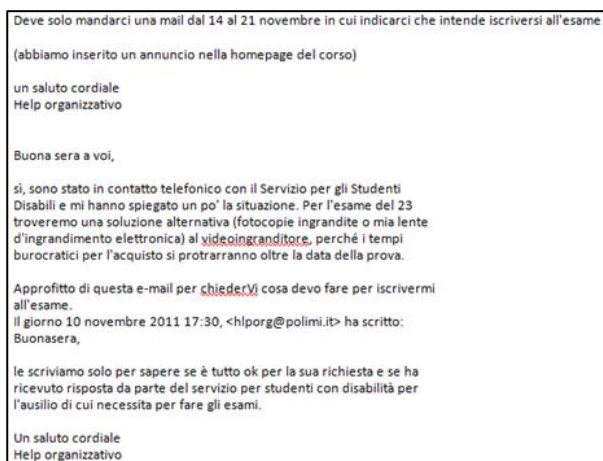 Deve solo mandarci una mail dal 14 al 21 novembre in cui indicarci che intende iscriversi all'esame
(abbiamo inserito un annuncio nella homepage del corso)
un saluto cordiale
Help organizzativo
Buona sera a voi,
sì, sono stato in contatto telefonico con il Servizio per gli Studenti
Disabili e mi hanno spiegato un po' la situazione. Per l'esame del 23
troveremo una soluzione alternativa (fotocopie ingrandite o mia lente
d'ingrandimento elettronica) al videoingranditore, perché i tempi
burocratici per l'acquisto si protrarranno oltre la data della prova.
Approfitto di questa e-mail per chiederVi cosa devo fare per iscrivermi
all'esame.
Il giorno 10 novembre 2011 17:30, <hlporg@polimi.it> ha scritto:
Buonasera,
le scriviamo solo per sapere se è tutto ok per la sua richiesta e se ha
ricevuto risposta da parte del servizio per studenti con disabilità per
l'ausilio di cui necessita per fare gli esami.
Un saluto cordiale
Help organizzativo